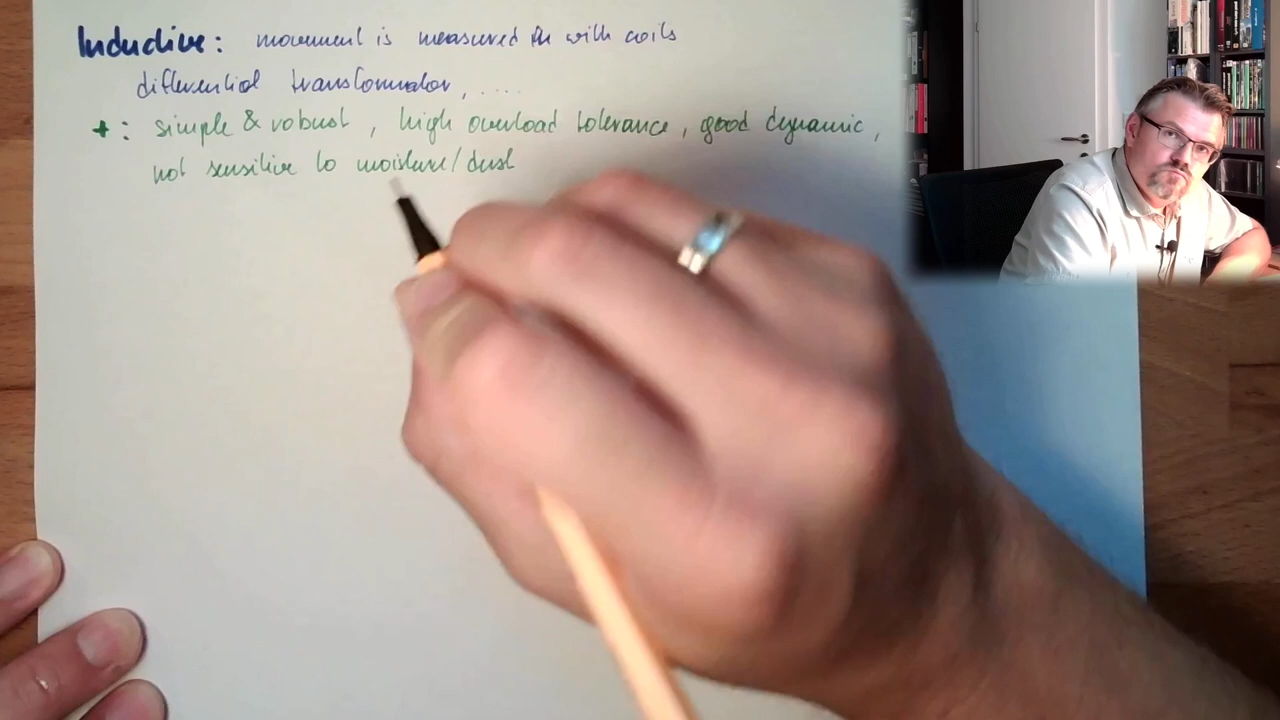 Inductive: movement is measured with coils
differential transformator, ....
+: simple & robust, high overload tolerance, good dynamic,
not sensitive to moisture/dust